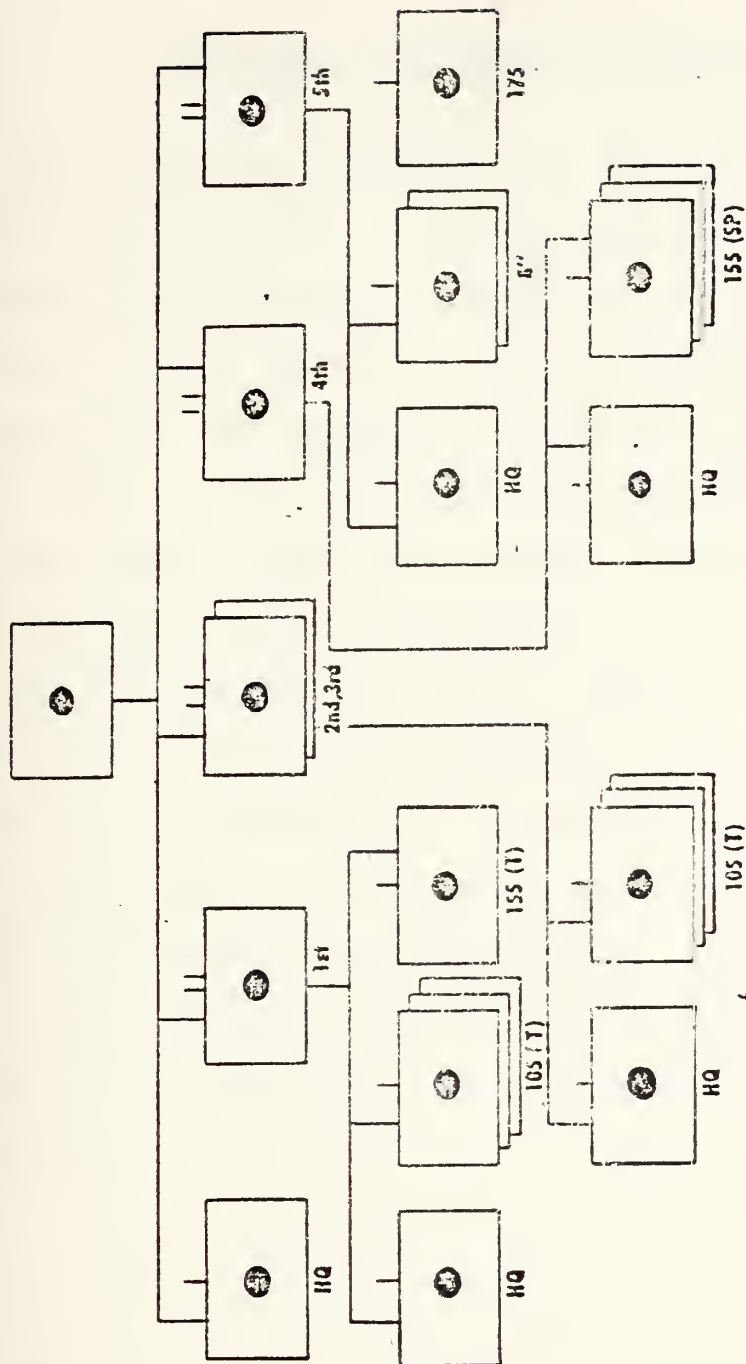 HQ
1st
2nd,3rd
4th
5th
HQ
105 (T)
155 (T)
HQ
8"
175
HQ
105 (T)
HQ
155 (SP)